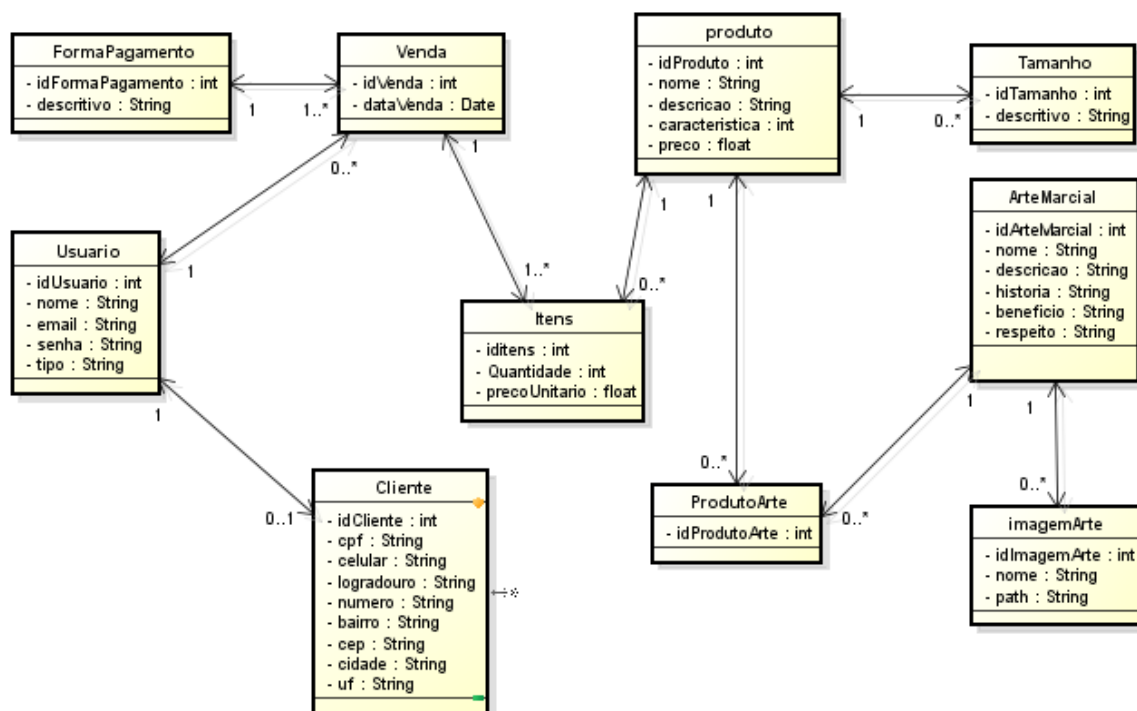 FormaPagamento
- idFormaPagamento : int
- descritivo : String
1
1..*
Venda
- idVenda : int
- dataVenda : Date
0..*
1
produto
- idProduto : int
- nome : String
- descricao : String
- caracteristica : int
- preco : float
1
0..*
Tamanho
- idTamanho : int
- descritivo : String
1
1
ArteMarcial
- idArteMarcial : int
- nome : String
- descricao : String
- historia : String
- beneficio : String
- respeito : String
Usuario
- idUsuario : int
- nome : String
- email : String
- senha : String
- tipo : String
1
1..*
0..*
Itens
- iditens : int
- Quantidade : int
- precoUnitario : float
1
1
1
0..1
Cliente
- idCliente : int
- cpf : String
- celular : String
- logradouro : String
- numero : String
- bairro : String
- cep : String
- cidade : String
- uf : String
0..*
ProdutoArte
- idProdutoArte : int
0..*
0..*
imagemArte
- idImagemArte : int
- nome : String
- path : String